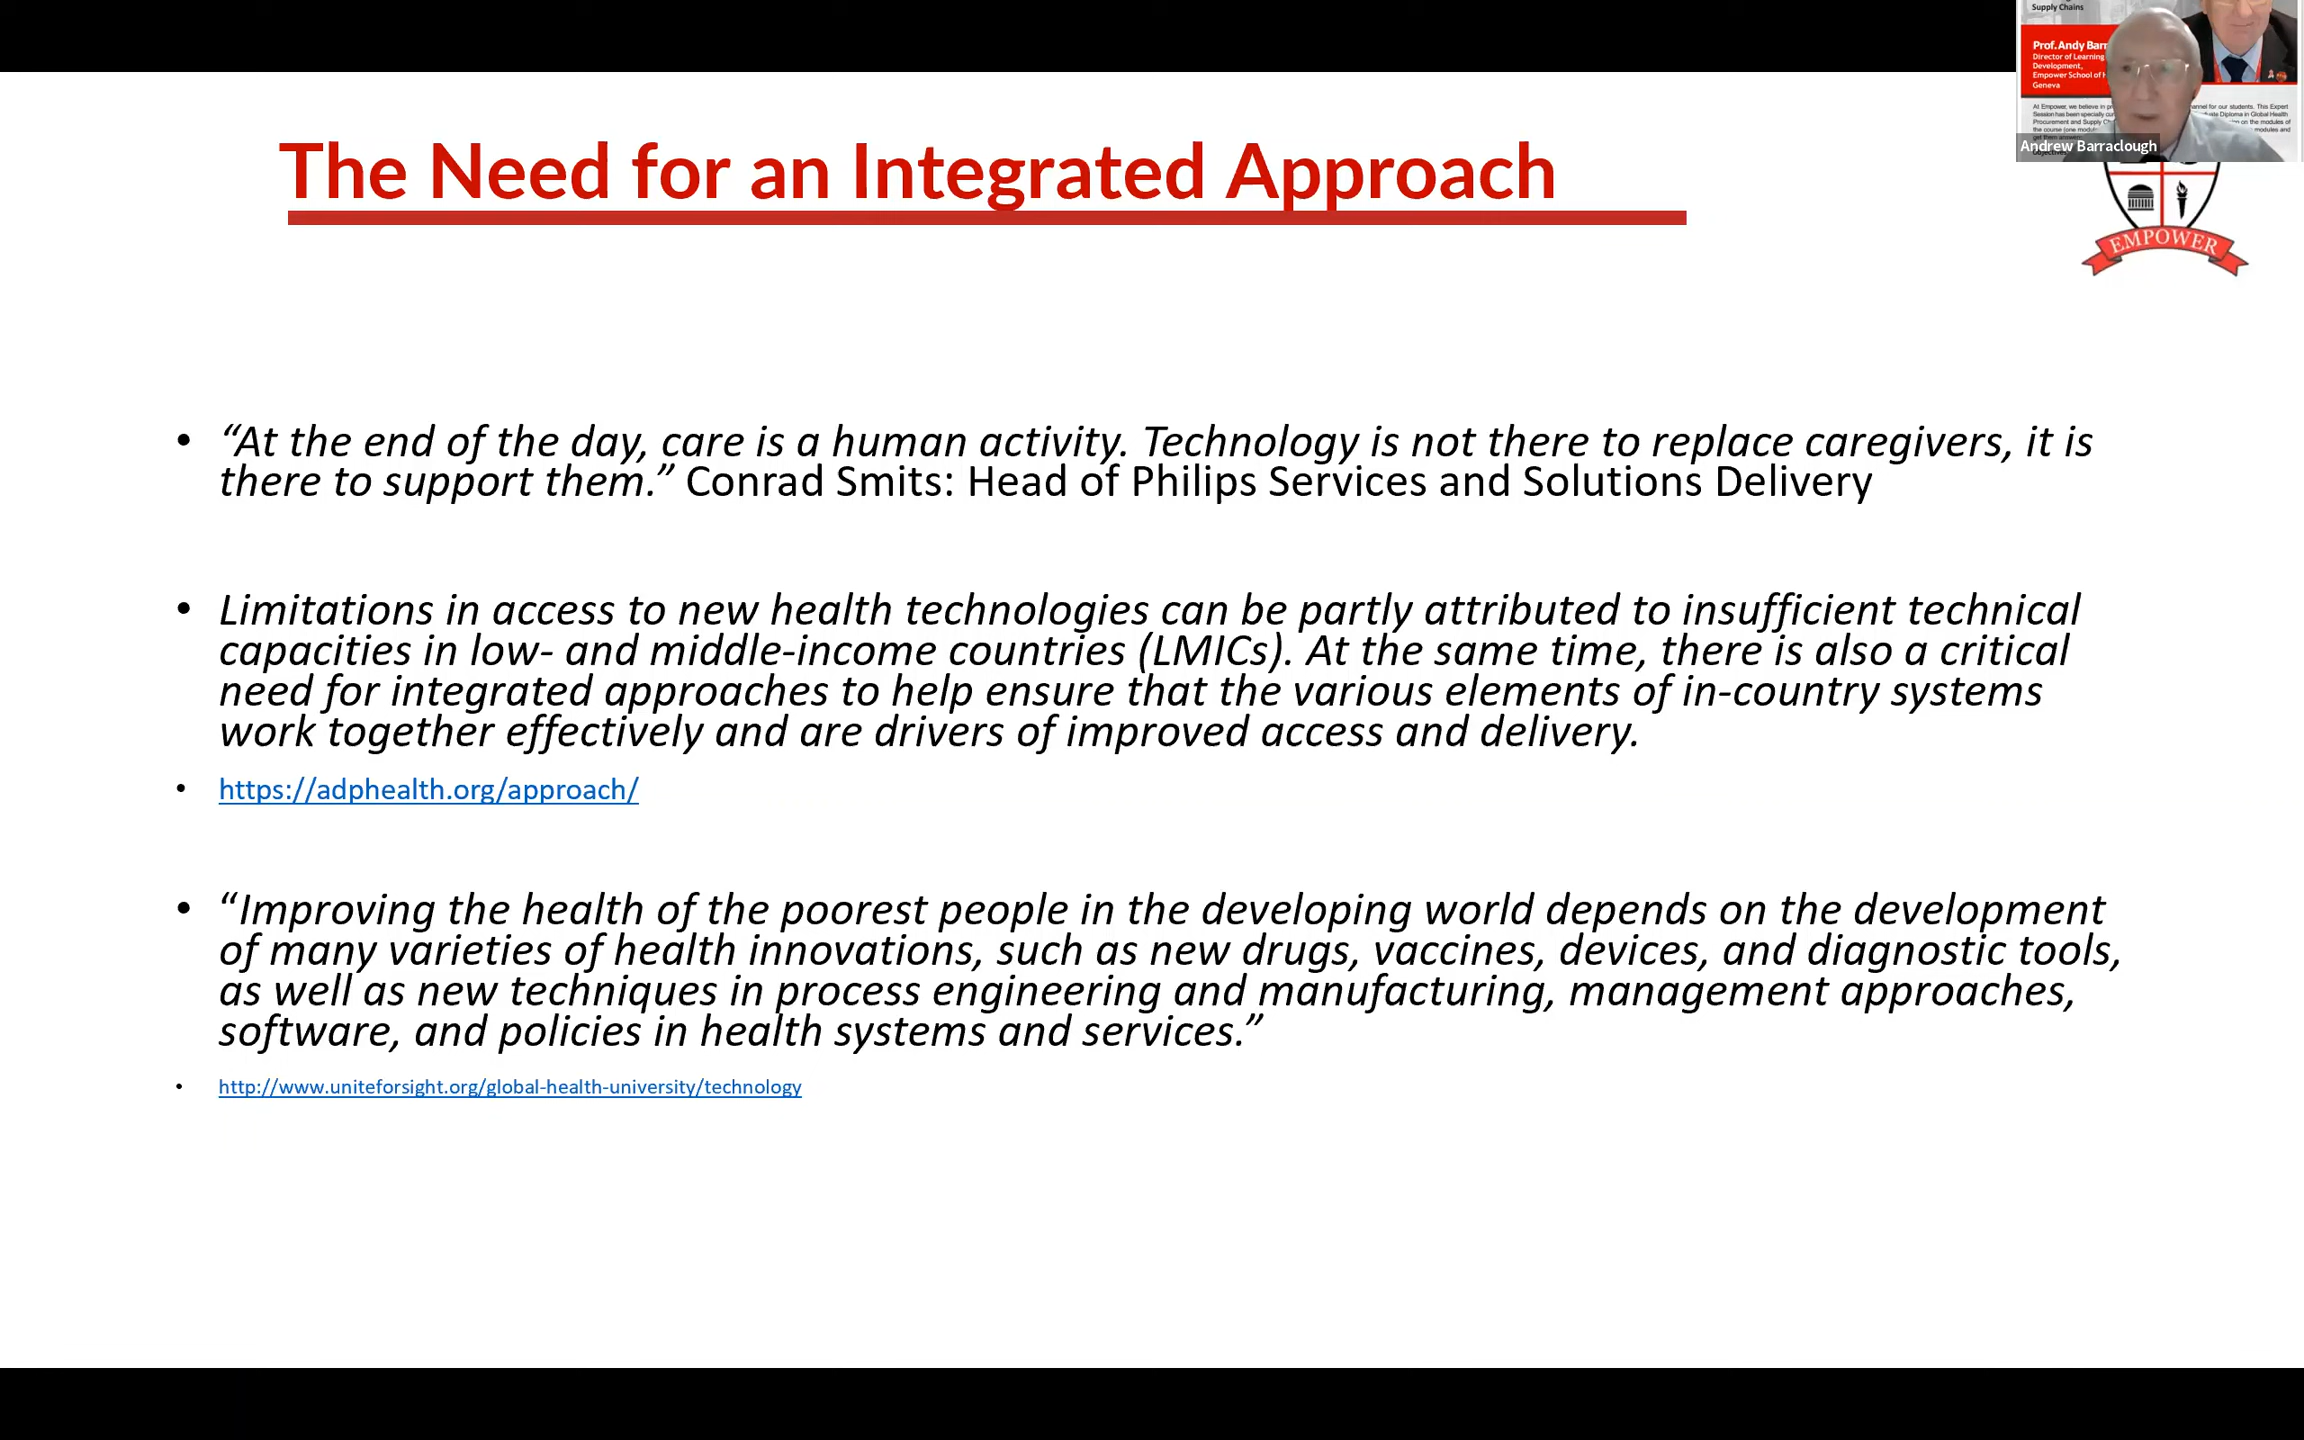 Supply Chains
Prof. Andy Barr
Director of Learning
Development,
Empower School of H
Geneva
Andrew Barraclough
The Need for an Integrated Approach
EMPOWER
• “At the end of the day, care is a human activity. Technology is not there to replace caregivers, it is
there to support them.” Conrad Smits: Head of Philips Services and Solutions Delivery
• Limitations in access to new health technologies can be partly attributed to insufficient technical
capacities in low- and middle-income countries (LMICs). At the same time, there is also a critical
need for integrated approaches to help ensure that the various elements of in-country systems
work together effectively and are drivers of improved access and delivery.
• https://adphealth.org/approach/
• “Improving the health of the poorest people in the developing world depends on the development
of many varieties of health innovations, such as new drugs, vaccines, devices, and diagnostic tools,
as well as new techniques in process engineering and manufacturing, management approaches,
software, and policies in health systems and services.”
• http://www.uniteforsight.org/global-health-university/technology